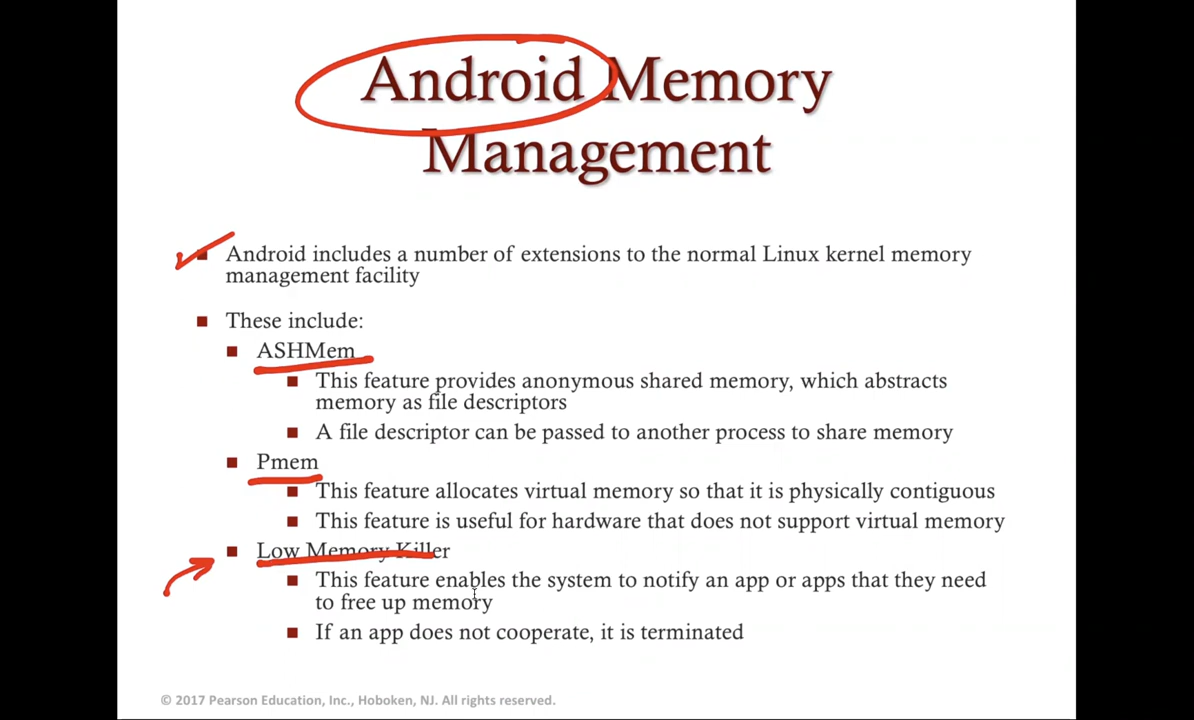 Android Memory
Management
Android includes a number of extensions to the normal Linux kernel memory
management facility
These include:
ASHMem
This feature provides anonymous shared memory, which abstracts
memory as file descriptors
A file descriptor can be passed to another process to share memory
Pmem
This feature allocates virtual memory so that it is physically contiguous
This feature is useful for hardware that does not support virtual memory
Low Memory Killer
This feature enables the system to notify an app or apps that they need
to free up memory
If an app does not cooperate, it is terminated
© 2017 Pearson Education, Inc., Hoboken, NJ. All rights reserved.